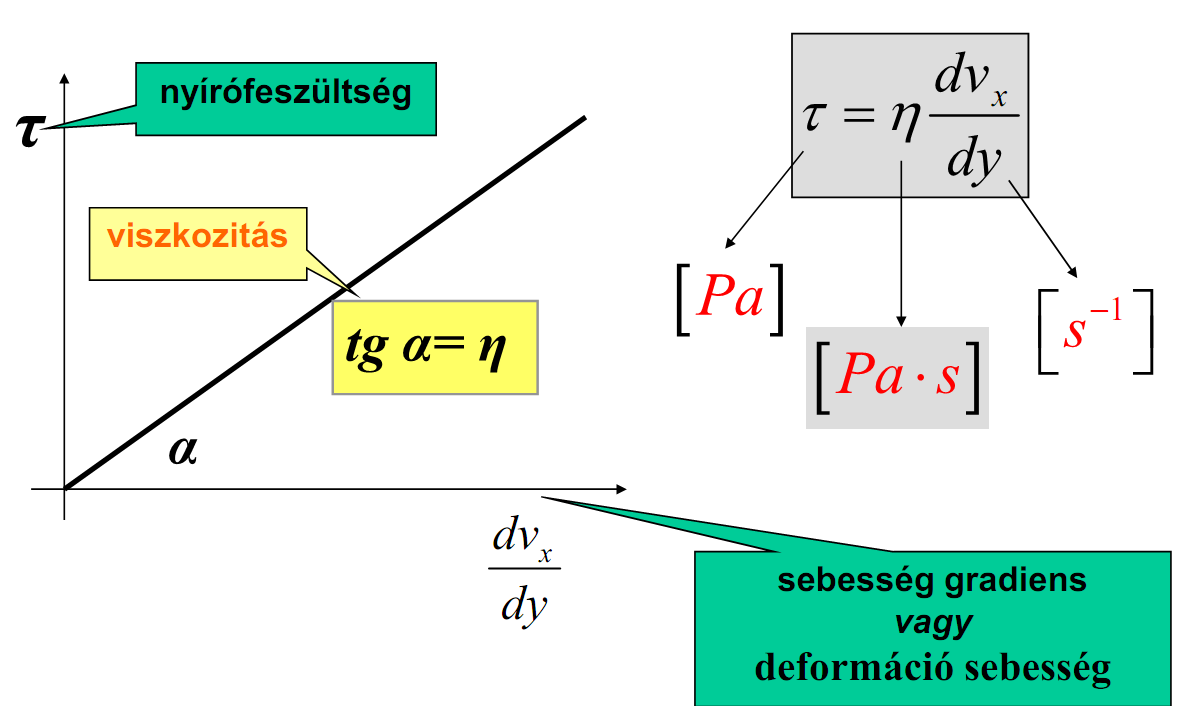 nyírófeszültség
τ
viszkozitás
tg α= η
α
dv_x
dy
sebesség gradiens
vagy
deformáció sebesség
τ = η dv_x/dy
[Pa]
[Pa · s]
[s⁻¹]